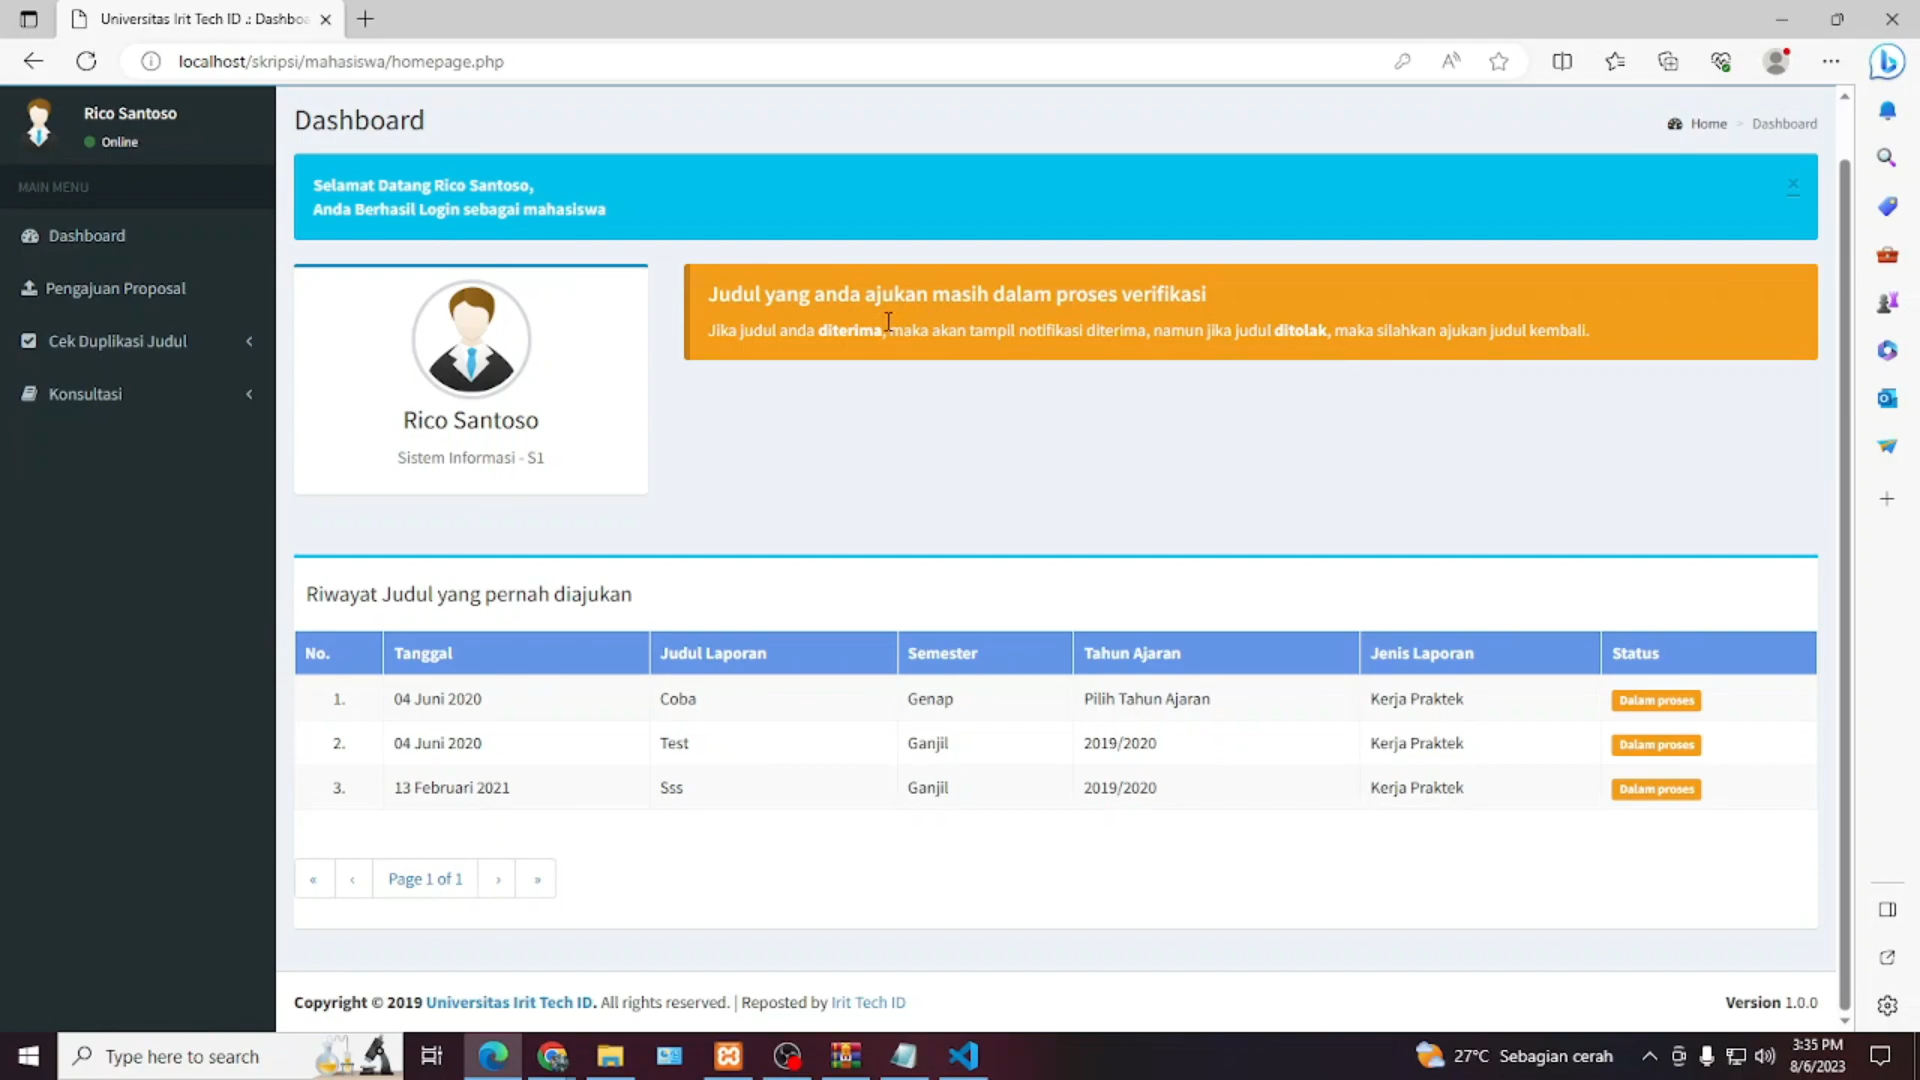 Universitas Irit Tech ID .: Dashboa
localhost/skripsi/mahasiswa/homepage.php
Rico Santoso
Online
MAIN MENU
Dashboard
Pengajuan Proposal
Cek Duplikasi Judul
Konsultasi
Dashboard
Home > Dashboard
Selamat Datang Rico Santoso,
Anda Berhasil Login sebagai mahasiswa
×
Rico Santoso
Sistem Informasi - S1
Judul yang anda ajukan masih dalam proses verifikasi
Jika judul anda diterima, maka akan tampil notifikasi diterima, namun jika judul ditolak, maka silahkan ajukan judul kembali.
Riwayat Judul yang pernah diajukan
No. Tanggal Judul Laporan Semester Tahun Ajaran Jenis Laporan Status
1. 04 Juni 2020 Coba Genap Pilih Tahun Ajaran Kerja Praktek Dalam proses
2. 04 Juni 2020 Test Ganjil 2019/2020 Kerja Praktek Dalam proses
3. 13 Februari 2021 Sss Ganjil 2019/2020 Kerja Praktek Dalam proses
« ‹ Page 1 of 1 › »
Copyright © 2019 Universitas Irit Tech ID. All rights reserved. | Reposted by Irit Tech ID
Version 1.0.0
Type here to search
27°C Sebagian cerah
3:35 PM
8/6/2023